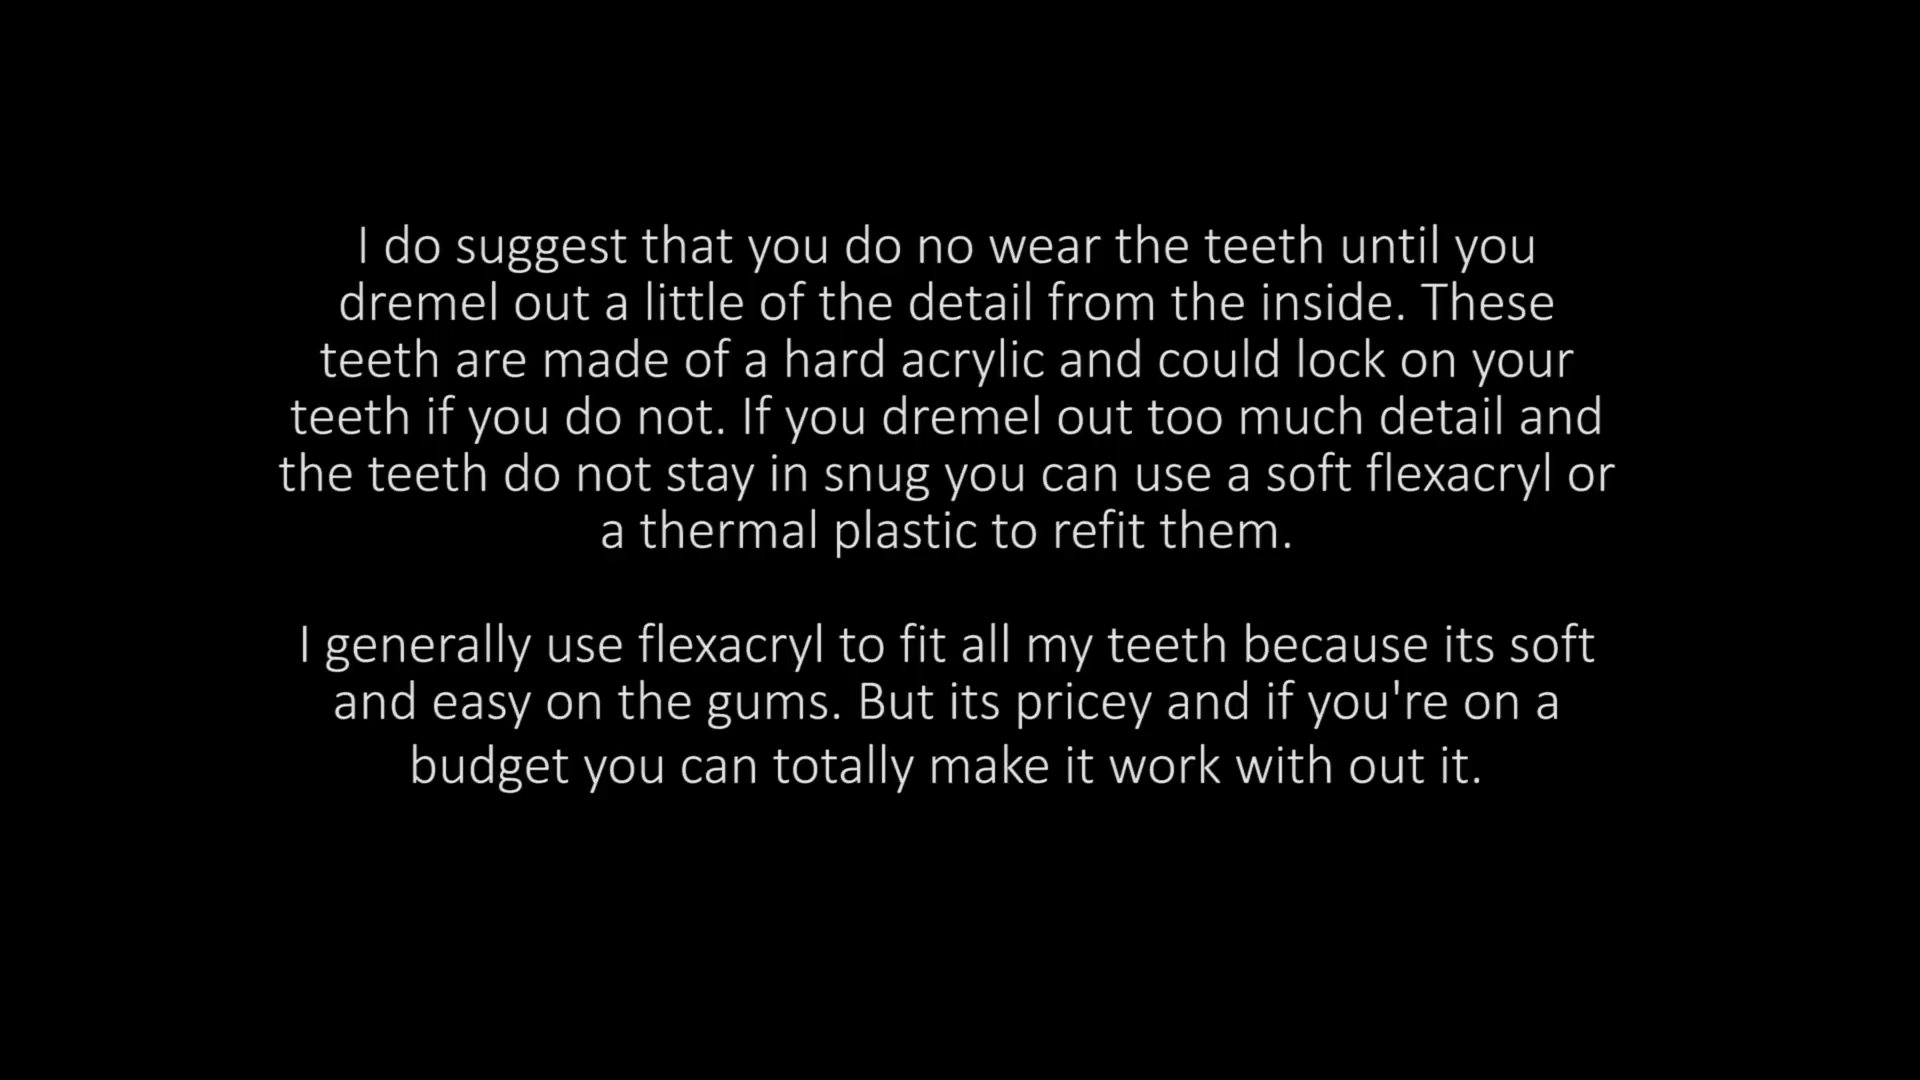 I do suggest that you do no wear the teeth until you
dremel out a little of the detail from the inside. These
teeth are made of a hard acrylic and could lock on your
teeth if you do not. If you dremel out too much detail and
the teeth do not stay in snug you can use a soft flexacryl or
a thermal plastic to refit them.
I generally use flexacryl to fit all my teeth because its soft
and easy on the gums. But its pricey and if you're on a
budget you can totally make it work with out it.